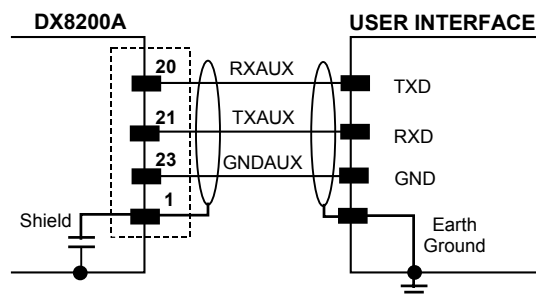 DX8200A
USER INTERFACE
20
RXAUX
TXD
21
TXAUX
RXD
23
GNDAUX
GND
1
Shield
Earth
Ground